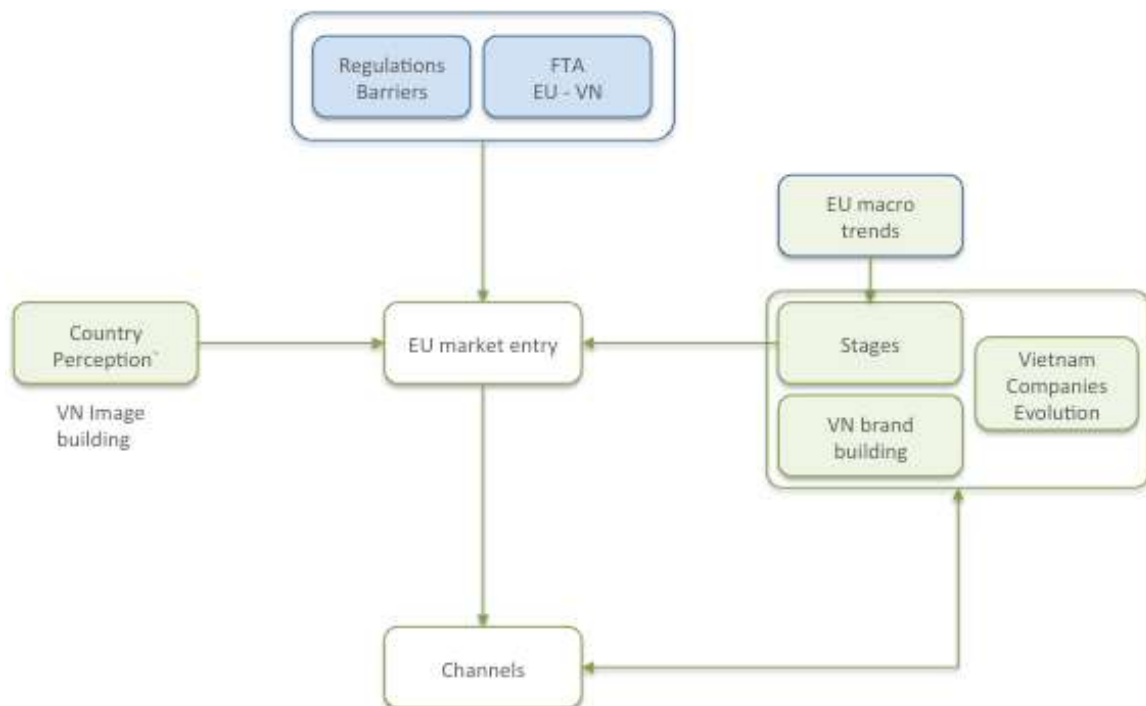 Regulations
Barriers
FTA
EU - VN
EU macro
trends
Country
Perception`
EU market entry
Stages
Vietnam
Companies
Evolution
VN Image
building
VN brand
building
Channels